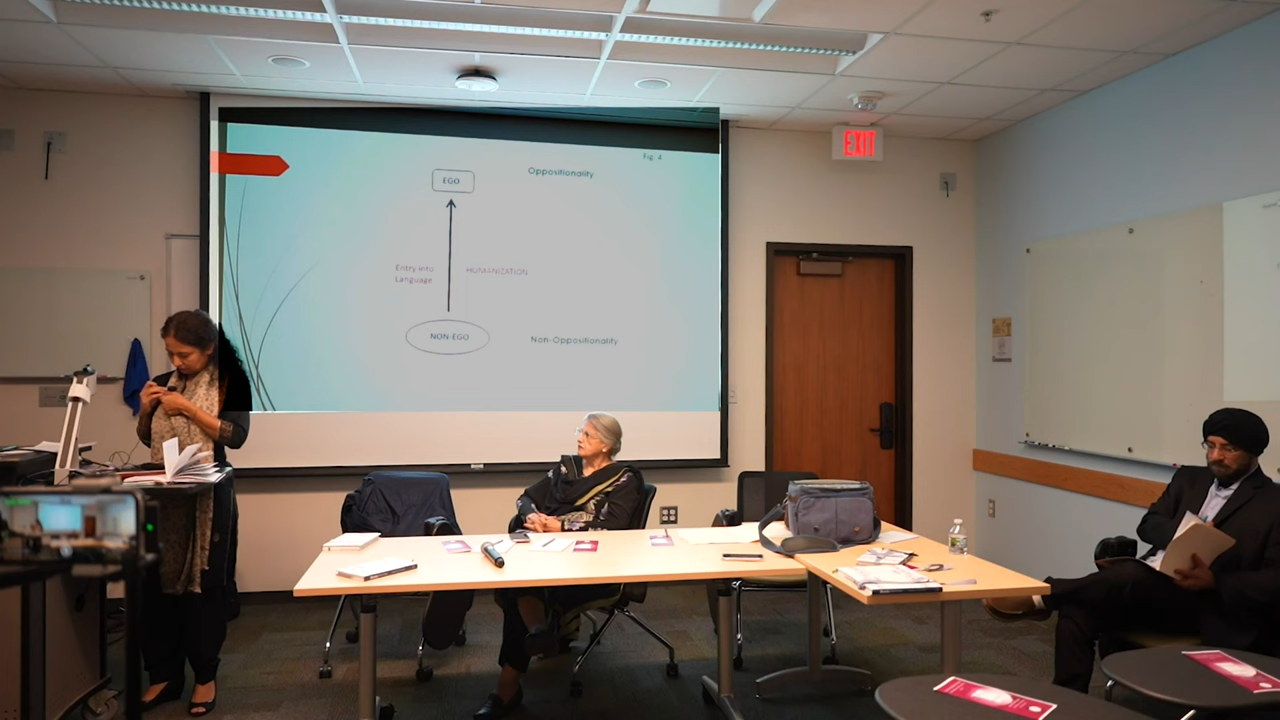 Fig. 4
EGO
Oppositionality
Entry into
Language
HUMANIZATION
NON-EGO
Non-Oppositionality
EXIT